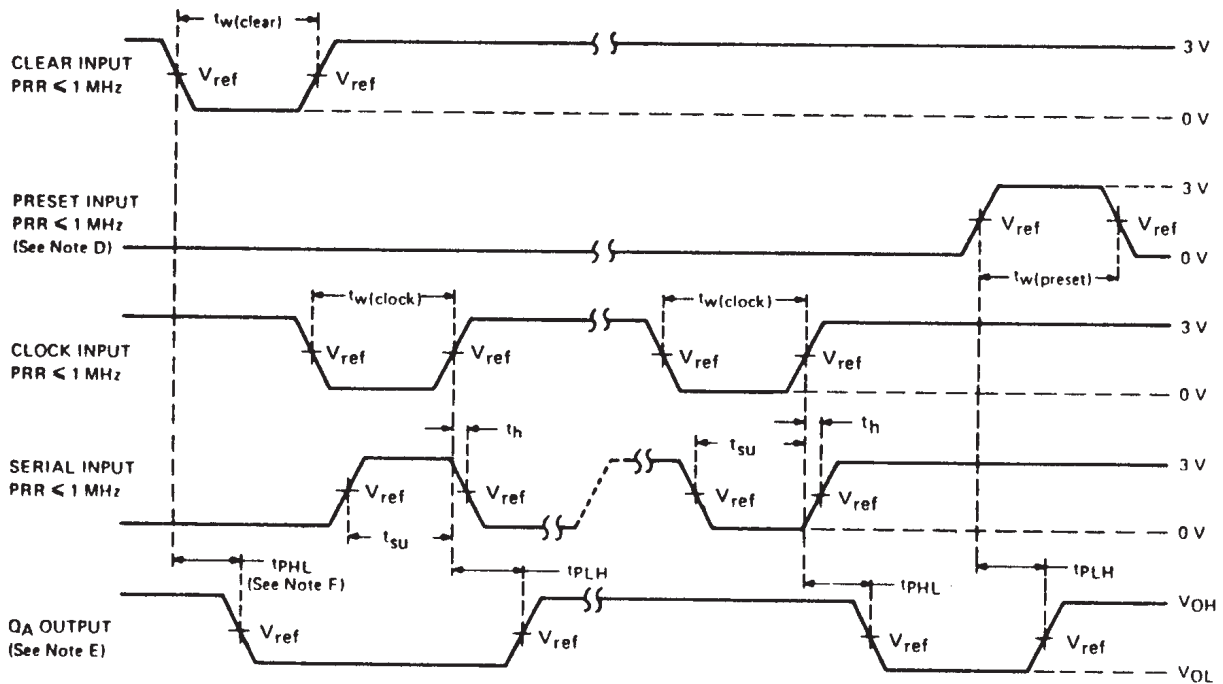 tw(clear)
CLEAR INPUT
PRR ≤ 1 MHz
Vref
Vref
3 V
0 V
PRESET INPUT
PRR ≤ 1 MHz
(See Note D)
Vref
Vref
3 V
0 V
tw(preset)
tw(clock)
tw(clock)
CLOCK INPUT
PRR ≤ 1 MHz
Vref
Vref
Vref
Vref
3 V
0 V
th
tsu
th
SERIAL INPUT
PRR ≤ 1 MHz
Vref
Vref
Vref
Vref
3 V
0 V
tsu
tPHL
(See Note F)
tPLH
tPHL
tPLH
QA OUTPUT
(See Note E)
Vref
Vref
Vref
Vref
VOH
VOL